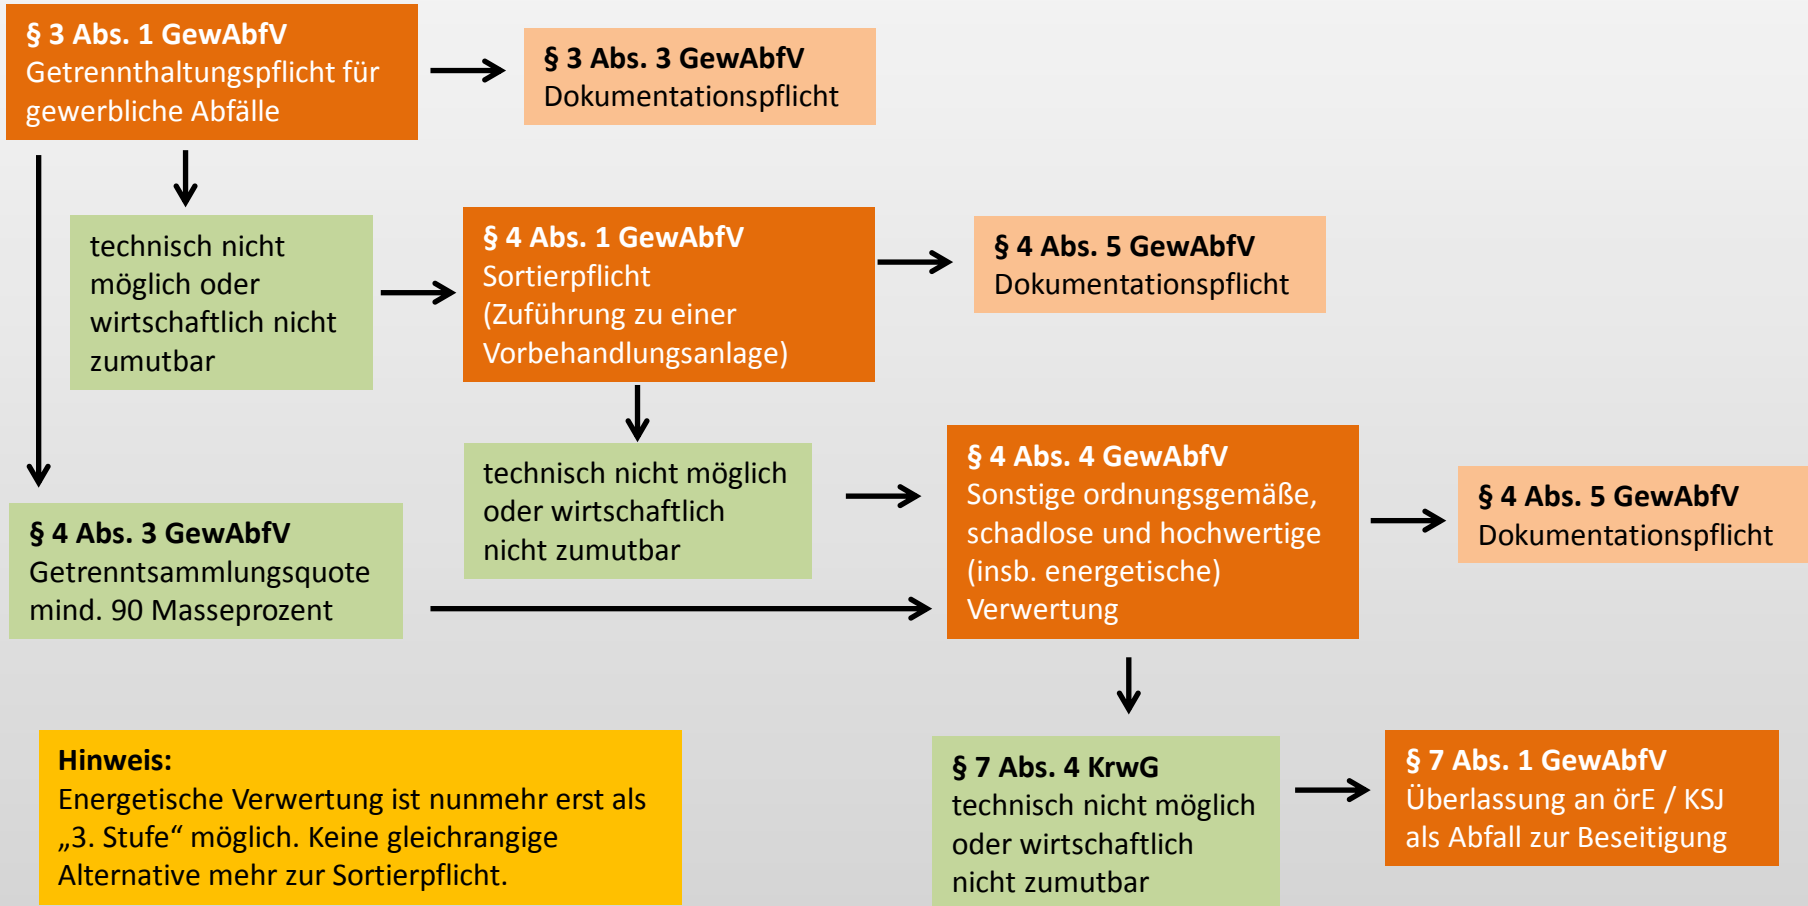 § 3 Abs. 1 GewAbfV
Getrennthaltungspflicht für
gewerbliche Abfälle
§ 3 Abs. 3 GewAbfV
Dokumentationspflicht
technisch nicht
möglich oder
wirtschaftlich nicht
zumutbar
§ 4 Abs. 1 GewAbfV
Sortierpflicht
(Zuführung zu einer
Vorbehandlungsanlage)
§ 4 Abs. 5 GewAbfV
Dokumentationspflicht
technisch nicht möglich
oder wirtschaftlich
nicht zumutbar
§ 4 Abs. 4 GewAbfV
Sonstige ordnungsgemäße,
schadlose und hochwertige
(insb. energetische)
Verwertung
§ 4 Abs. 5 GewAbfV
Dokumentationspflicht
§ 4 Abs. 3 GewAbfV
Getrenntsammlungsquote
mind. 90 Masseprozent
Hinweis:
Energetische Verwertung ist nunmehr erst als
„3. Stufe“ möglich. Keine gleichrangige
Alternative mehr zur Sortierpflicht.
§ 7 Abs. 4 KrwG
technisch nicht möglich
oder wirtschaftlich
nicht zumutbar
§ 7 Abs. 1 GewAbfV
Überlassung an örE / KSJ
als Abfall zur Beseitigung